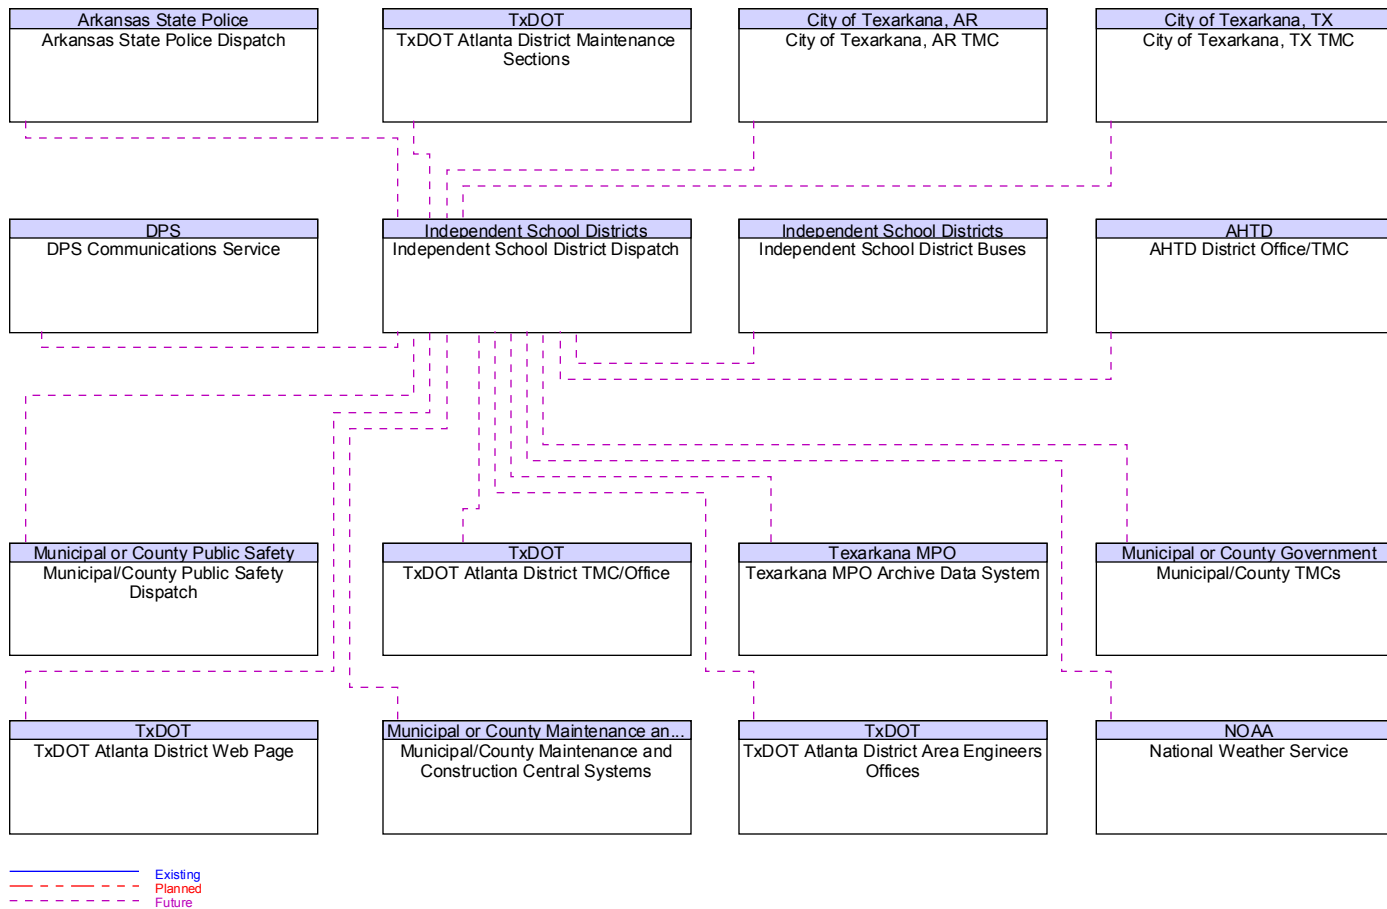 Arkansas State Police
Arkansas State Police Dispatch
TxDOT
TxDOT Atlanta District Maintenance
Sections
City of Texarkana, AR
City of Texarkana, AR TMC
City of Texarkana, TX
City of Texarkana, TX TMC
DPS
DPS Communications Service
Independent School Districts
Independent School District Dispatch
Independent School Districts
Independent School District Buses
AHTD
AHTD District Office/TMC
Municipal or County Public Safety
Municipal/County Public Safety
Dispatch
TxDOT
TxDOT Atlanta District TMC/Office
Texarkana MPO
Texarkana MPO Archive Data System
Municipal or County Government
Municipal/County TMCs
TxDOT
TxDOT Atlanta District Web Page
Municipal or County Maintenance an...
Municipal/County Maintenance and
Construction Central Systems
TxDOT
TxDOT Atlanta District Area Engineers
Offices
NOAA
National Weather Service
Existing
Planned
Future